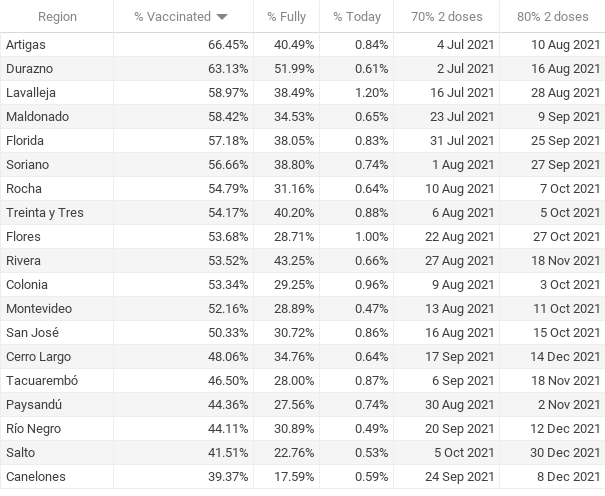 Region % Vaccinated % Fully % Today 70% 2 doses 80% 2 doses
Artigas 66.45% 40.49% 0.84% 4 Jul 2021 10 Aug 2021
Durazno 63.13% 51.99% 0.61% 2 Jul 2021 16 Aug 2021
Lavalleja 58.97% 38.49% 1.20% 16 Jul 2021 28 Aug 2021
Maldonado 58.42% 34.53% 0.65% 23 Jul 2021 9 Sep 2021
Florida 57.18% 38.05% 0.83% 31 Jul 2021 25 Sep 2021
Soriano 56.66% 38.80% 0.74% 1 Aug 2021 27 Sep 2021
Rocha 54.79% 31.16% 0.64% 10 Aug 2021 7 Oct 2021
Treinta y Tres 54.17% 40.20% 0.88% 6 Aug 2021 5 Oct 2021
Flores 53.68% 28.71% 1.00% 22 Aug 2021 27 Oct 2021
Rivera 53.52% 43.25% 0.66% 27 Aug 2021 18 Nov 2021
Colonia 53.34% 29.25% 0.96% 9 Aug 2021 3 Oct 2021
Montevideo 52.16% 28.89% 0.47% 13 Aug 2021 11 Oct 2021
San José 50.33% 30.72% 0.86% 16 Aug 2021 15 Oct 2021
Cerro Largo 48.06% 34.76% 0.64% 17 Sep 2021 14 Dec 2021
Tacuarembó 46.50% 28.00% 0.87% 6 Sep 2021 18 Nov 2021
Paysandú 44.36% 27.56% 0.74% 30 Aug 2021 2 Nov 2021
Río Negro 44.11% 30.89% 0.49% 20 Sep 2021 12 Dec 2021
Salto 41.51% 22.76% 0.53% 5 Oct 2021 30 Dec 2021
Canelones 39.37% 17.59% 0.59% 24 Sep 2021 8 Dec 2021